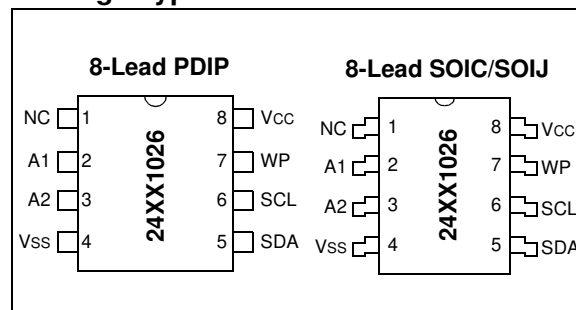 8-Lead PDIP
NC 1 8 VCC
A1 2 7 WP
A2 3 6 SCL
VSS 4 5 SDA
24XX1026
8-Lead SOIC/SOIJ
NC 1 8 VCC
A1 2 7 WP
A2 3 6 SCL
VSS 4 5 SDA
24XX1026